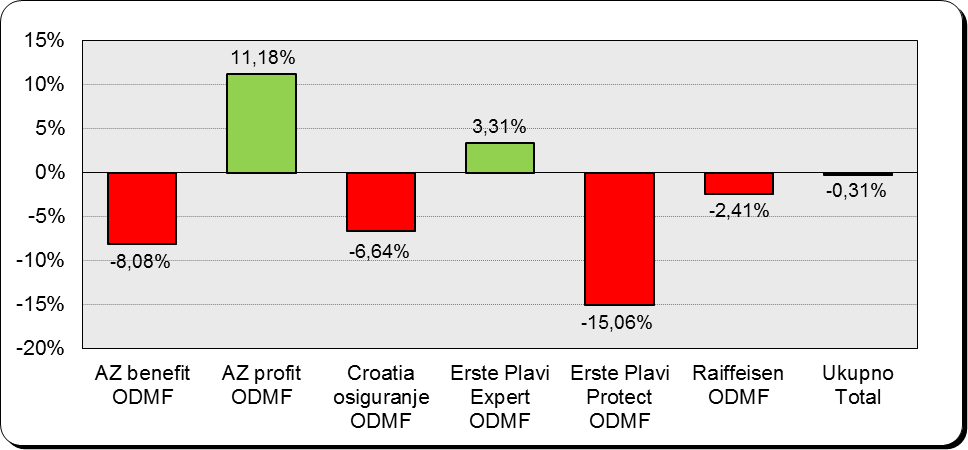 15%
10%
5%
0%
-5%
-10%
-15%
-20%
-8,08%
11,18%
-6,64%
3,31%
-15,06%
-2,41%
-0,31%
AZ benefit
ODMF
AZ profit
ODMF
Croatia
osiguranje
ODMF
Erste Plavi
Expert
ODMF
Erste Plavi
Protect
ODMF
Raiffeisen
ODMF
Ukupno
Total